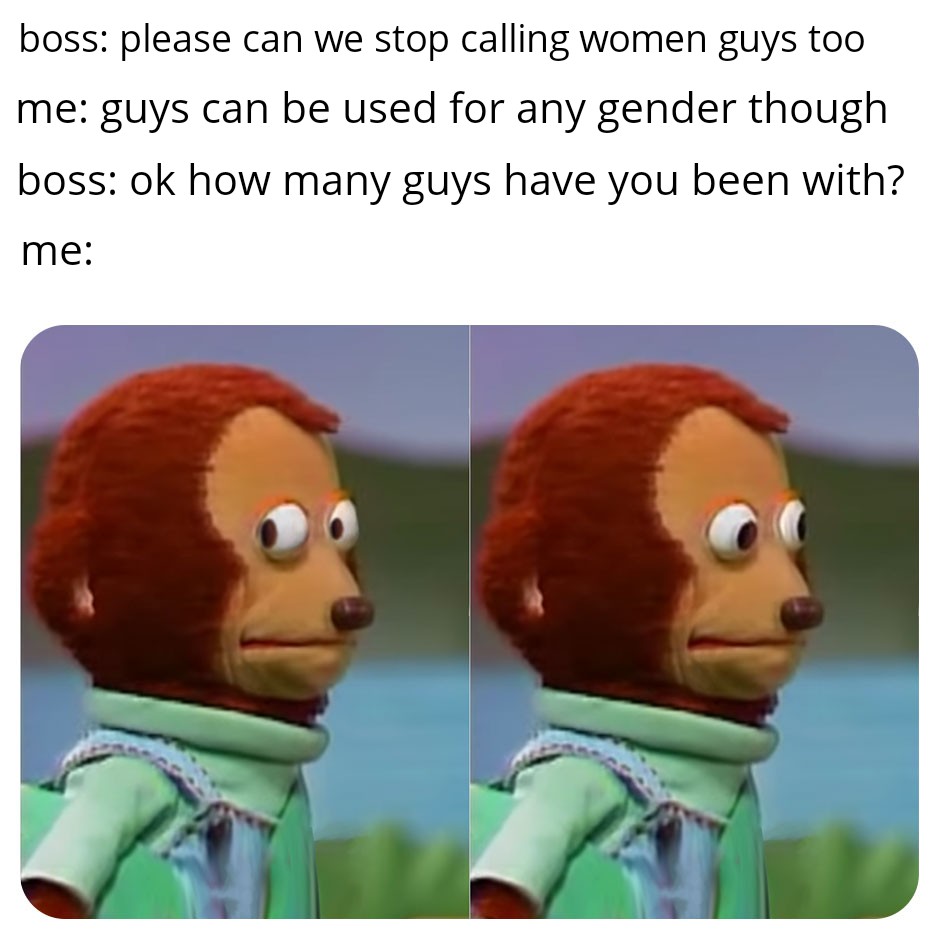 boss: please can we stop calling women guys too
me: guys can be used for any gender though
boss: ok how many guys have you been with?
me: